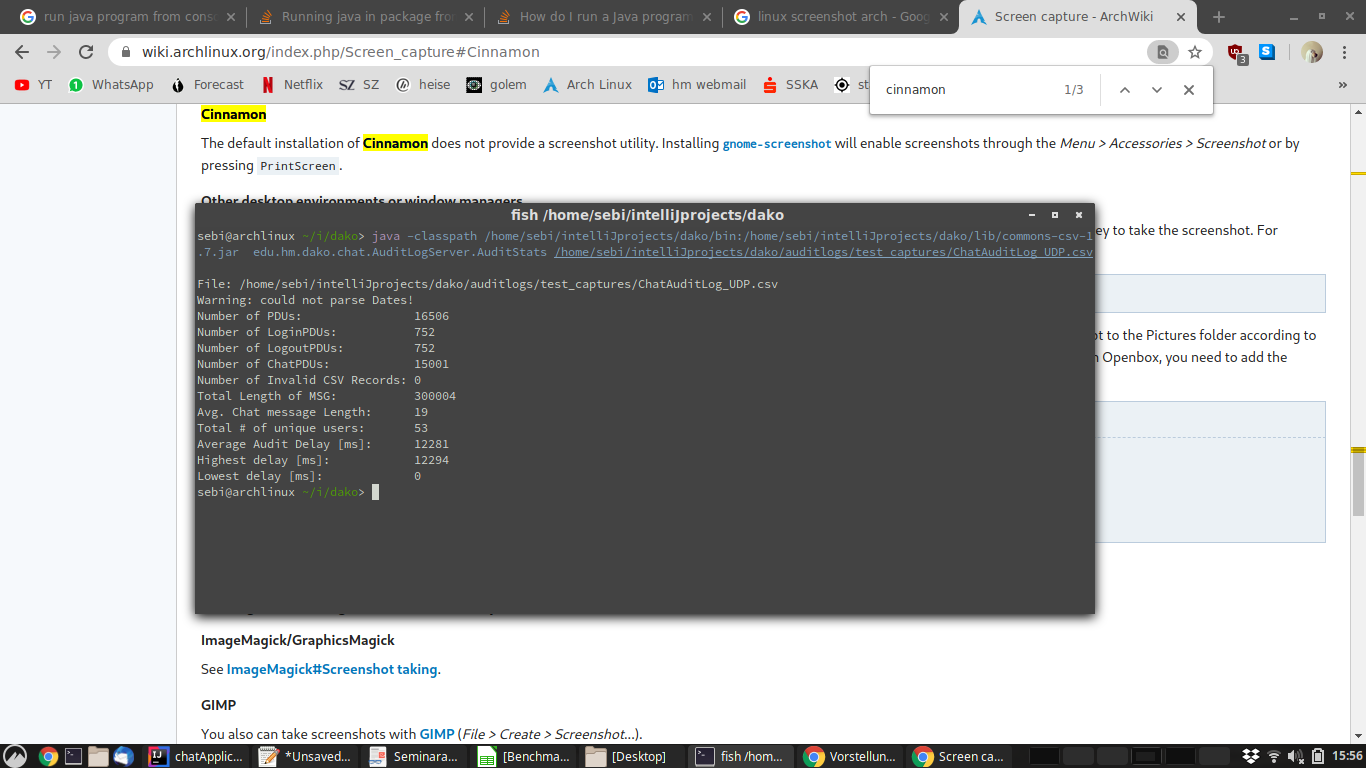 run java program from cons
Running java in package fro
How do I run a Java program
linux screenshot arch - Goog
Screen capture - ArchWiki
wiki.archlinux.org/index.php/Screen_capture#Cinnamon
3
YT
WhatsApp
Forecast
Netflix
SZ SZ
heise
golem
Arch Linux
hm webmail
SSKA
st
»
cinnamon 1/3
Cinnamon
The default installation of Cinnamon does not provide a screenshot utility. Installing gnome-screenshot will enable screenshots through the Menu > Accessories > Screenshot or by
pressing PrintScreen.
Other desktop environments or window managers
ey to take the screenshot. For
ot to the Pictures folder according to
n Openbox, you need to add the
fish /home/sebi/intelliJprojects/dako
sebi@archlinux ~/i/dako> java -classpath /home/sebi/intelliJprojects/dako/bin:/home/sebi/intelliJprojects/dako/lib/commons-csv-1
.7.jar edu.hm.dako.chat.AuditLogServer.AuditStats /home/sebi/intelliJprojects/dako/auditlogs/test_captures/ChatAuditLog_UDP.csv
File: /home/sebi/intelliJprojects/dako/auditlogs/test_captures/ChatAuditLog_UDP.csv
Warning: could not parse Dates!
Number of PDUs: 16506
Number of LoginPDUs: 752
Number of LogoutPDUs: 752
Number of ChatPDUs: 15001
Number of Invalid CSV Records: 0
Total Length of MSG: 300004
Avg. Chat message Length: 19
Total # of unique users: 53
Average Audit Delay [ms]: 12281
Highest delay [ms]: 12294
Lowest delay [ms]: 0
sebi@archlinux ~/i/dako>
ImageMagick/GraphicsMagick
See ImageMagick#Screenshot taking.
GIMP
You also can take screenshots with GIMP (File > Create > Screenshot...).
chatApplic...
*Unsaved...
Seminara...
[Benchma...
[Desktop]
fish /hom...
Vorstellun...
Screen ca...
15:56